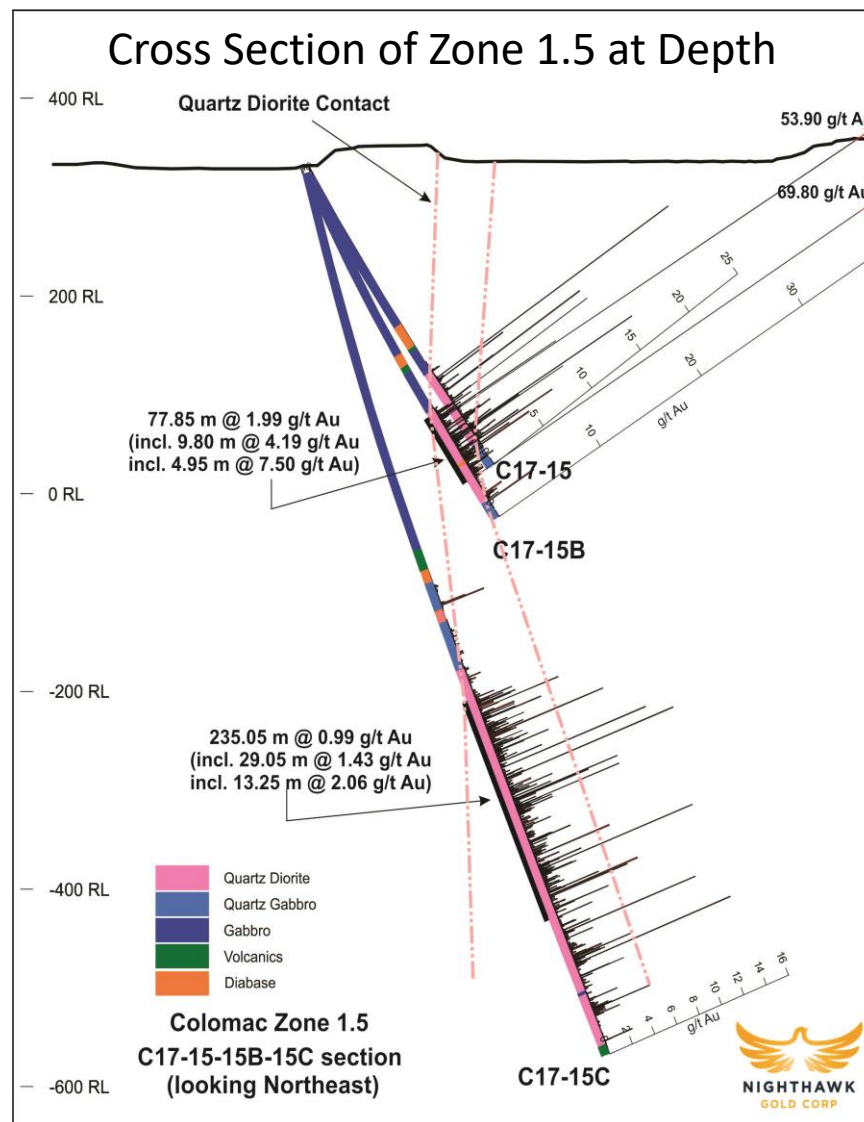 Cross Section of Zone 1.5 at Depth
400 RL
Quartz Diorite Contact
53.90 g/t A
69.80 g/t Au
200 RL
25
20
15
10
5
30
20
10
g/t Au
77.85 m @ 1.99 g/t Au
(incl. 9.80 m @ 4.19 g/t Au
incl. 4.95 m @ 7.50 g/t Au)
C17-15
0 RL
C17-15B
-200 RL
235.05 m @ 0.99 g/t Au
(incl. 29.05 m @ 1.43 g/t Au
incl. 13.25 m @ 2.06 g/t Au)
Quartz Diorite
Quartz Gabbro
-400 RL
Gabbro
Volcanics
Diabase
0 2 4 6 8 10 12 14 16
g/t Au
Colomac Zone 1.5
C17-15-15B-15C section
(looking Northeast)
C17-15C
-600 RL
NIGHTHAWK
GOLD CORP